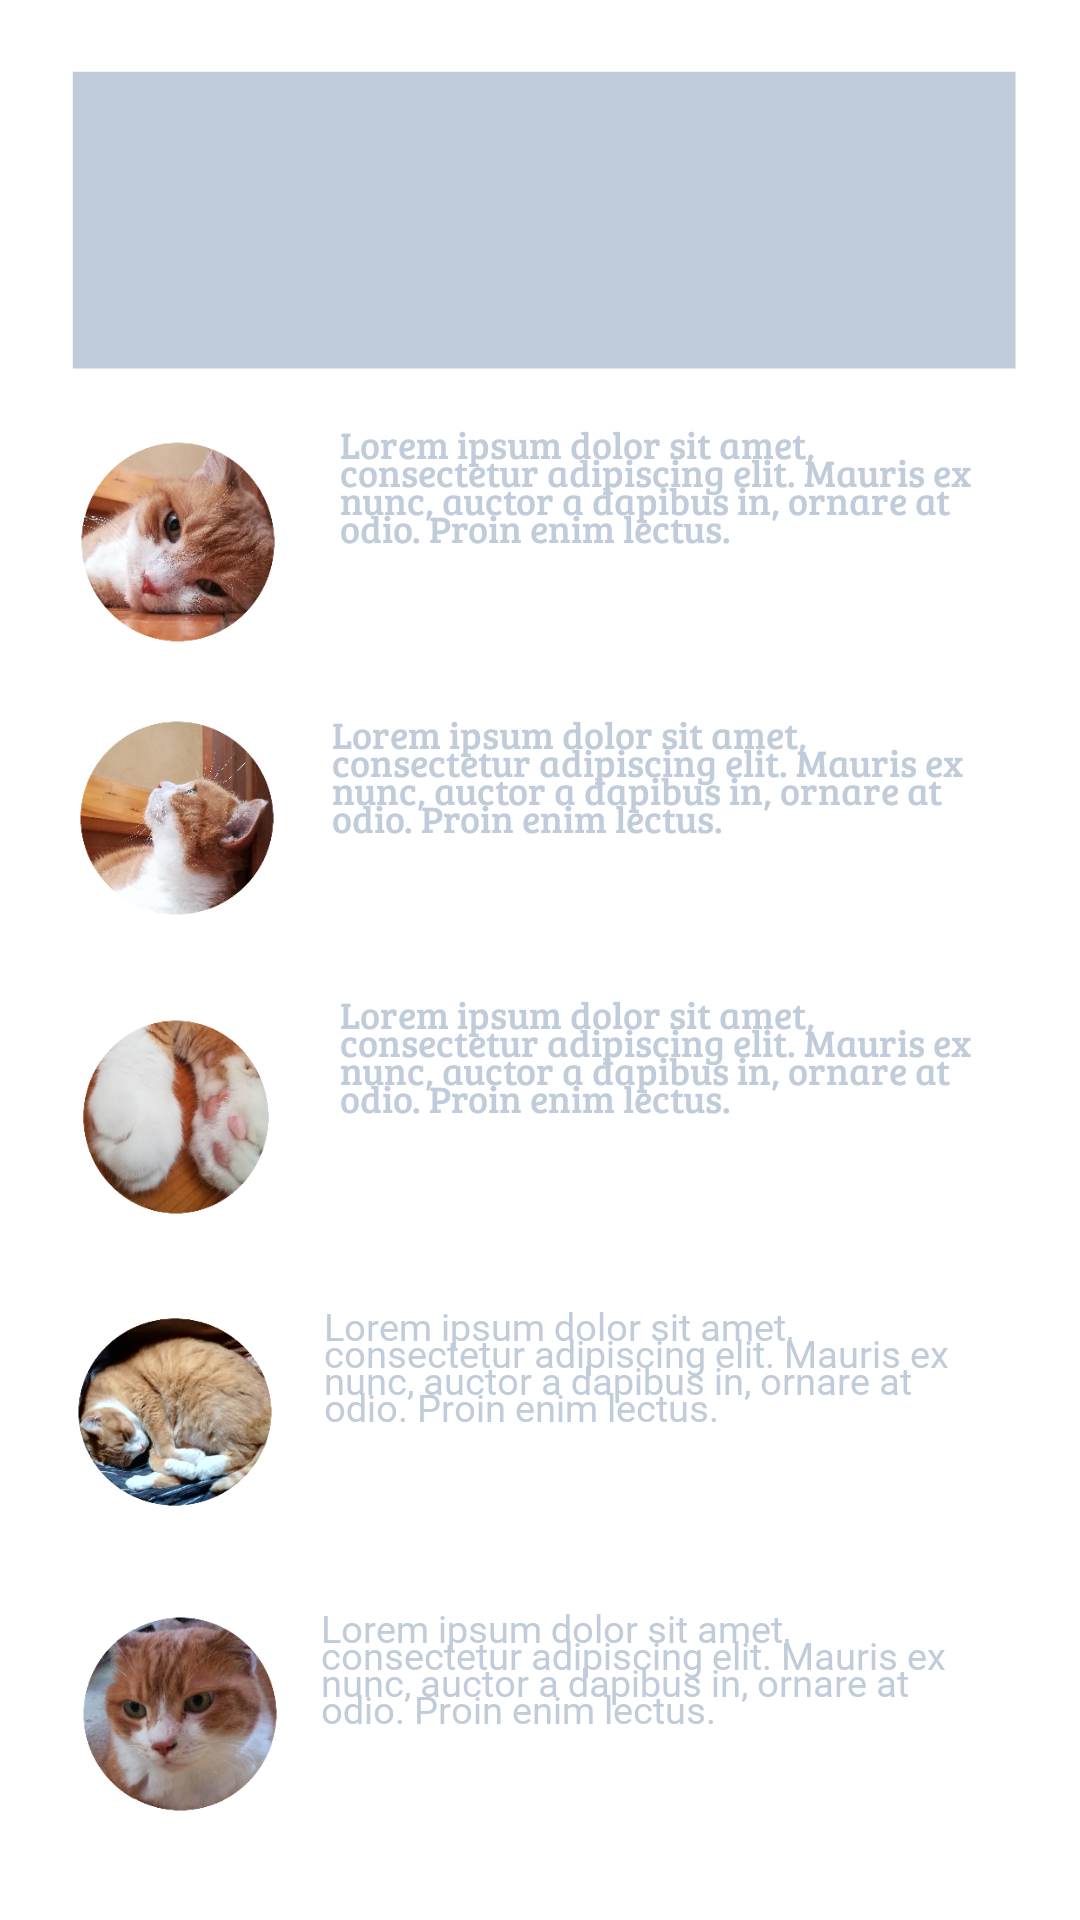 Lorem ipsum dolor sit amet,
consectetur adipiscing elit. Mauris ex
nunc, auctor a dapibus in, ornare at
odio. Proin enim lectus.
Lorem ipsum dolor sit amet,
consectetur adipiscing elit. Mauris ex
nunc, auctor a dapibus in, ornare at
odio. Proin enim lectus.
Lorem ipsum dolor sit amet,
consectetur adipiscing elit. Mauris ex
nunc, auctor a dapibus in, ornare at
odio. Proin enim lectus.
Lorem ipsum dolor sit amet,
consectetur adipiscing elit. Mauris ex
nunc, auctor a dapibus in, ornare at
odio. Proin enim lectus.
Lorem ipsum dolor sit amet,
consectetur adipiscing elit. Mauris ex
nunc, auctor a dapibus in, ornare at
odio. Proin enim lectus.